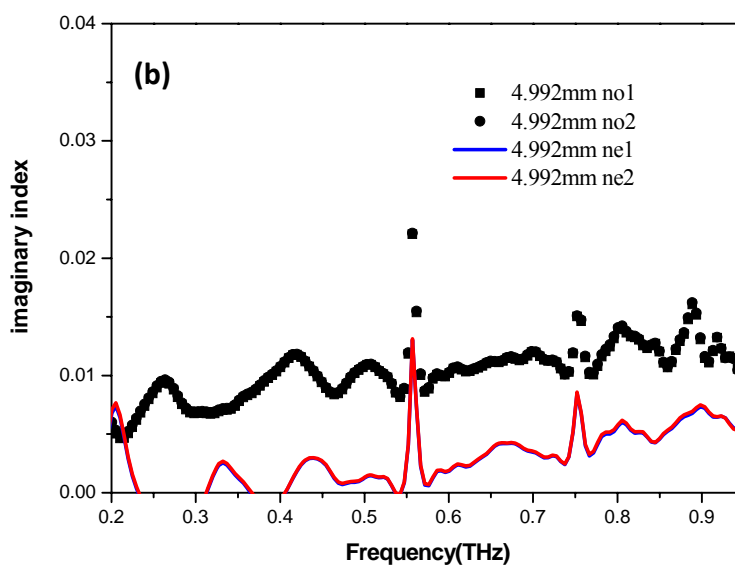 0.04
(b)
4.992mm no1
4.992mm no2
4.992mm ne1
4.992mm ne2
0.03
0.02
0.01
0.00
imaginary index
0.2 0.3 0.4 0.5 0.6 0.7 0.8 0.9
Frequency(THz)